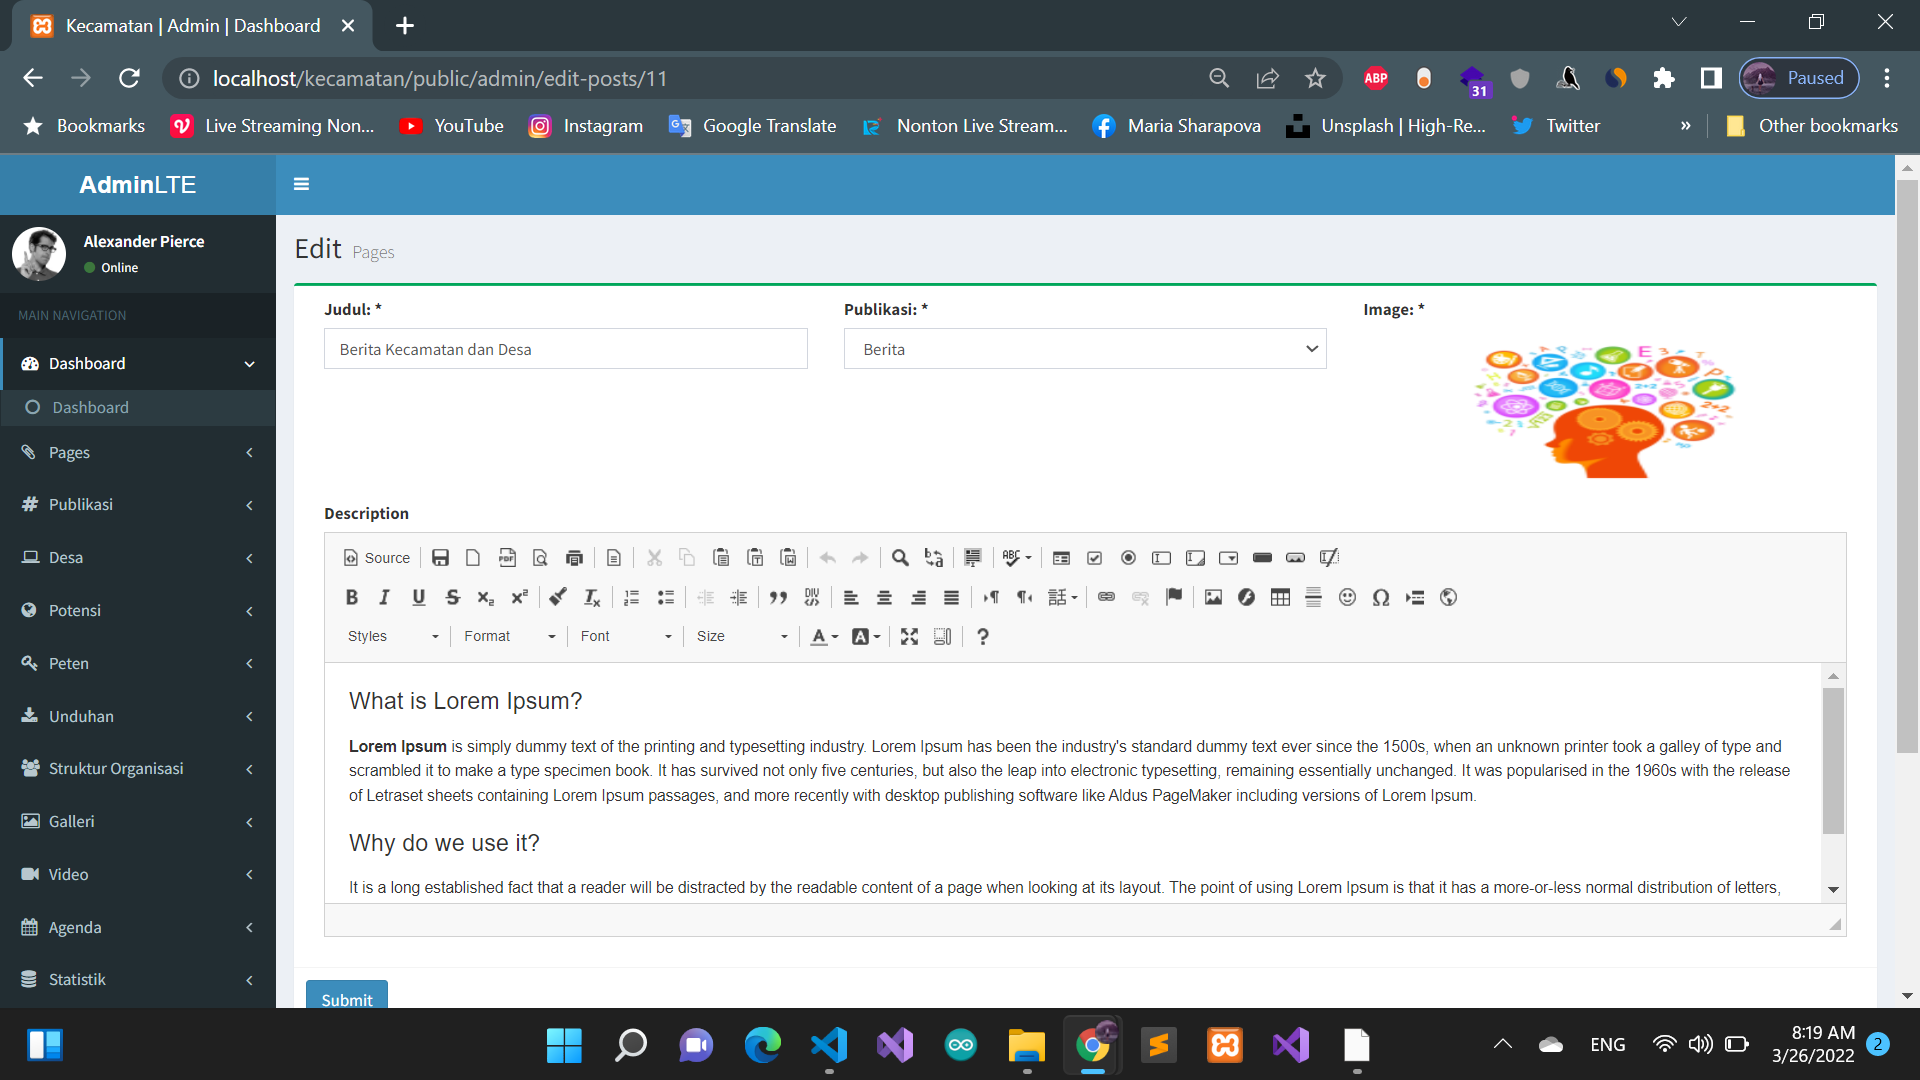 Kecamatan | Admin | Dashboard
localhost/kecamatan/public/admin/edit-posts/11
ABP
31
Paused
Bookmarks
Live Streaming Non...
YouTube
Instagram
Google Translate
Nonton Live Stream...
Maria Sharapova
Unsplash | High-Re...
Twitter
»
Other bookmarks
AdminLTE
Alexander Pierce
Online
MAIN NAVIGATION
Dashboard
Dashboard
Pages
Publikasi
Desa
Potensi
Peten
Unduhan
Struktur Organisasi
Galleri
Video
Agenda
Statistik
Edit Pages
Judul: *
Berita Kecamatan dan Desa
Publikasi: *
Berita
Image: *
Description
Source
Styles
Format
Font
Size
What is Lorem Ipsum?
Lorem Ipsum is simply dummy text of the printing and typesetting industry. Lorem Ipsum has been the industry's standard dummy text ever since the 1500s, when an unknown printer took a galley of type and
scrambled it to make a type specimen book. It has survived not only five centuries, but also the leap into electronic typesetting, remaining essentially unchanged. It was popularised in the 1960s with the release
of Letraset sheets containing Lorem Ipsum passages, and more recently with desktop publishing software like Aldus PageMaker including versions of Lorem Ipsum.
Why do we use it?
It is a long established fact that a reader will be distracted by the readable content of a page when looking at its layout. The point of using Lorem Ipsum is that it has a more-or-less normal distribution of letters,
Submit
ENG
8:19 AM
3/26/2022
2